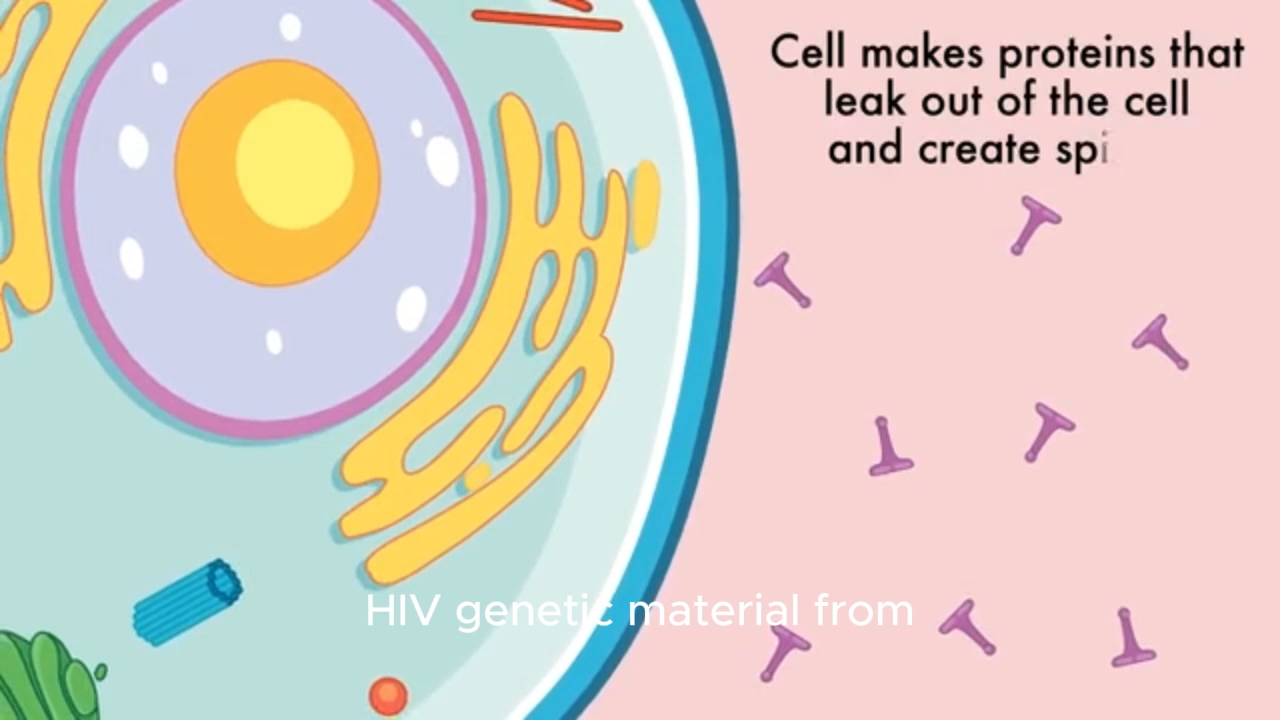 Cell makes proteins that
leak out of the cell
and create spi
HIV genetic material from